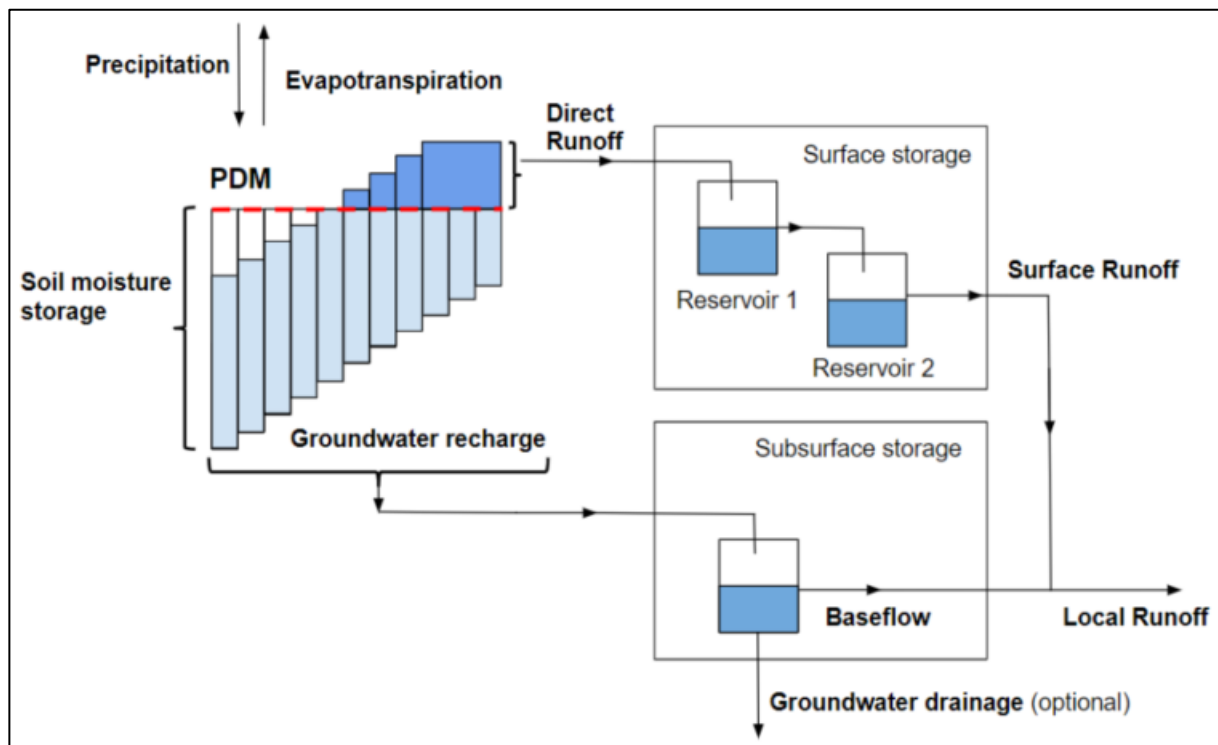 Precipitation
Evapotranspiration
Direct
Runoff
Surface storage
PDM
Soil moisture
storage
Reservoir 1
Surface Runoff
Reservoir 2
Groundwater recharge
Subsurface storage
Baseflow
Local Runoff
Groundwater drainage (optional)